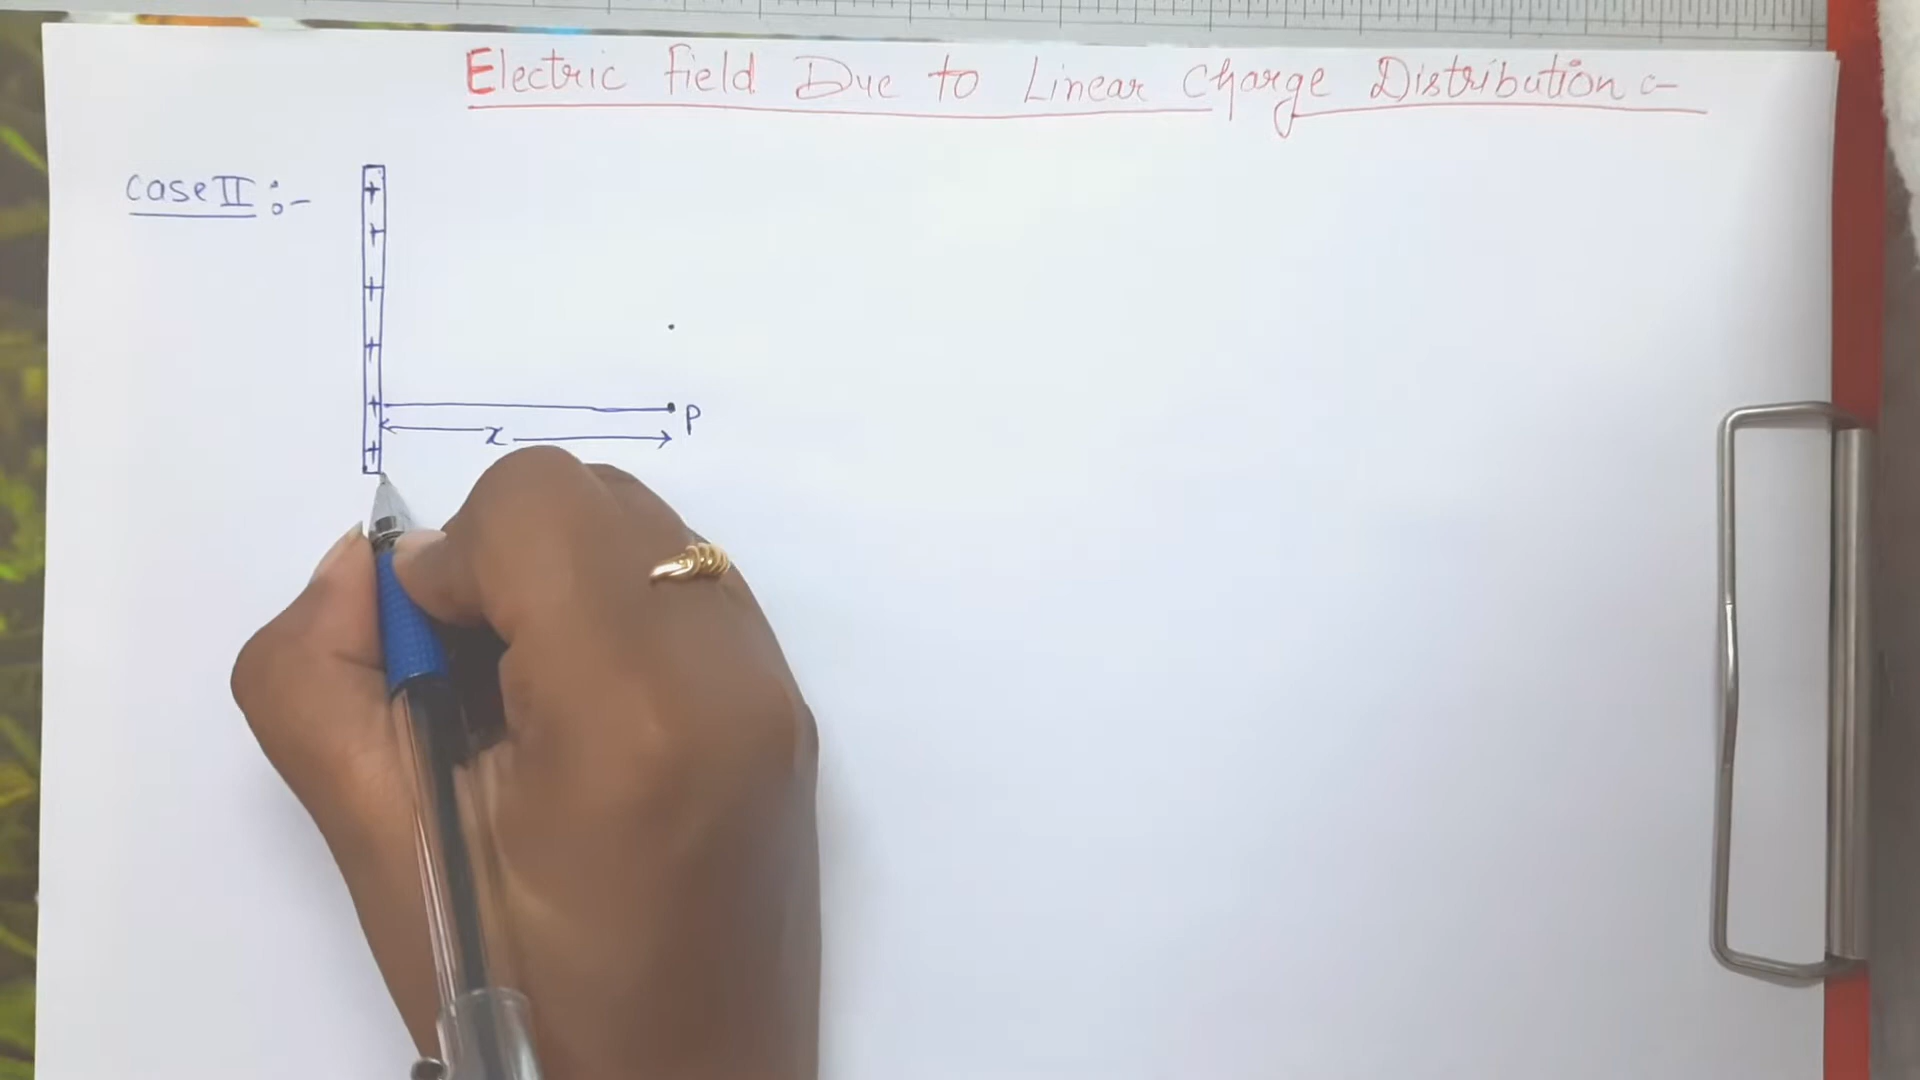 Electric Field Due to Linear Charge Distribution :-
Case II :-
+
+
+
+
+
P
x
+